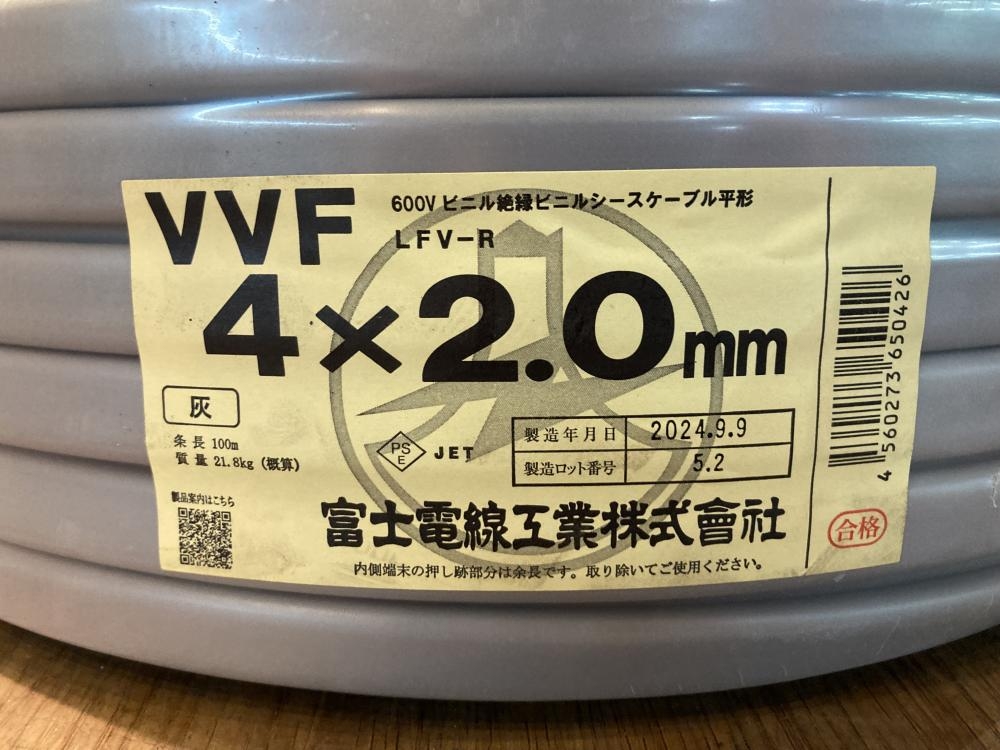 VVF
600V ビニル絶縁ビニルシースケーブル平形
LFV-R
4×2.0mm
灰
条長 100m
質量 21.8kg (概算)
PS
E
JET
製造年月日 2024.9.9
製造ロット番号 5.2
製品案内はこちら
富士電線工業株式會社
内側端末の押し跡部分は余長です。取り除いてご使用ください。
4560273650426
合格